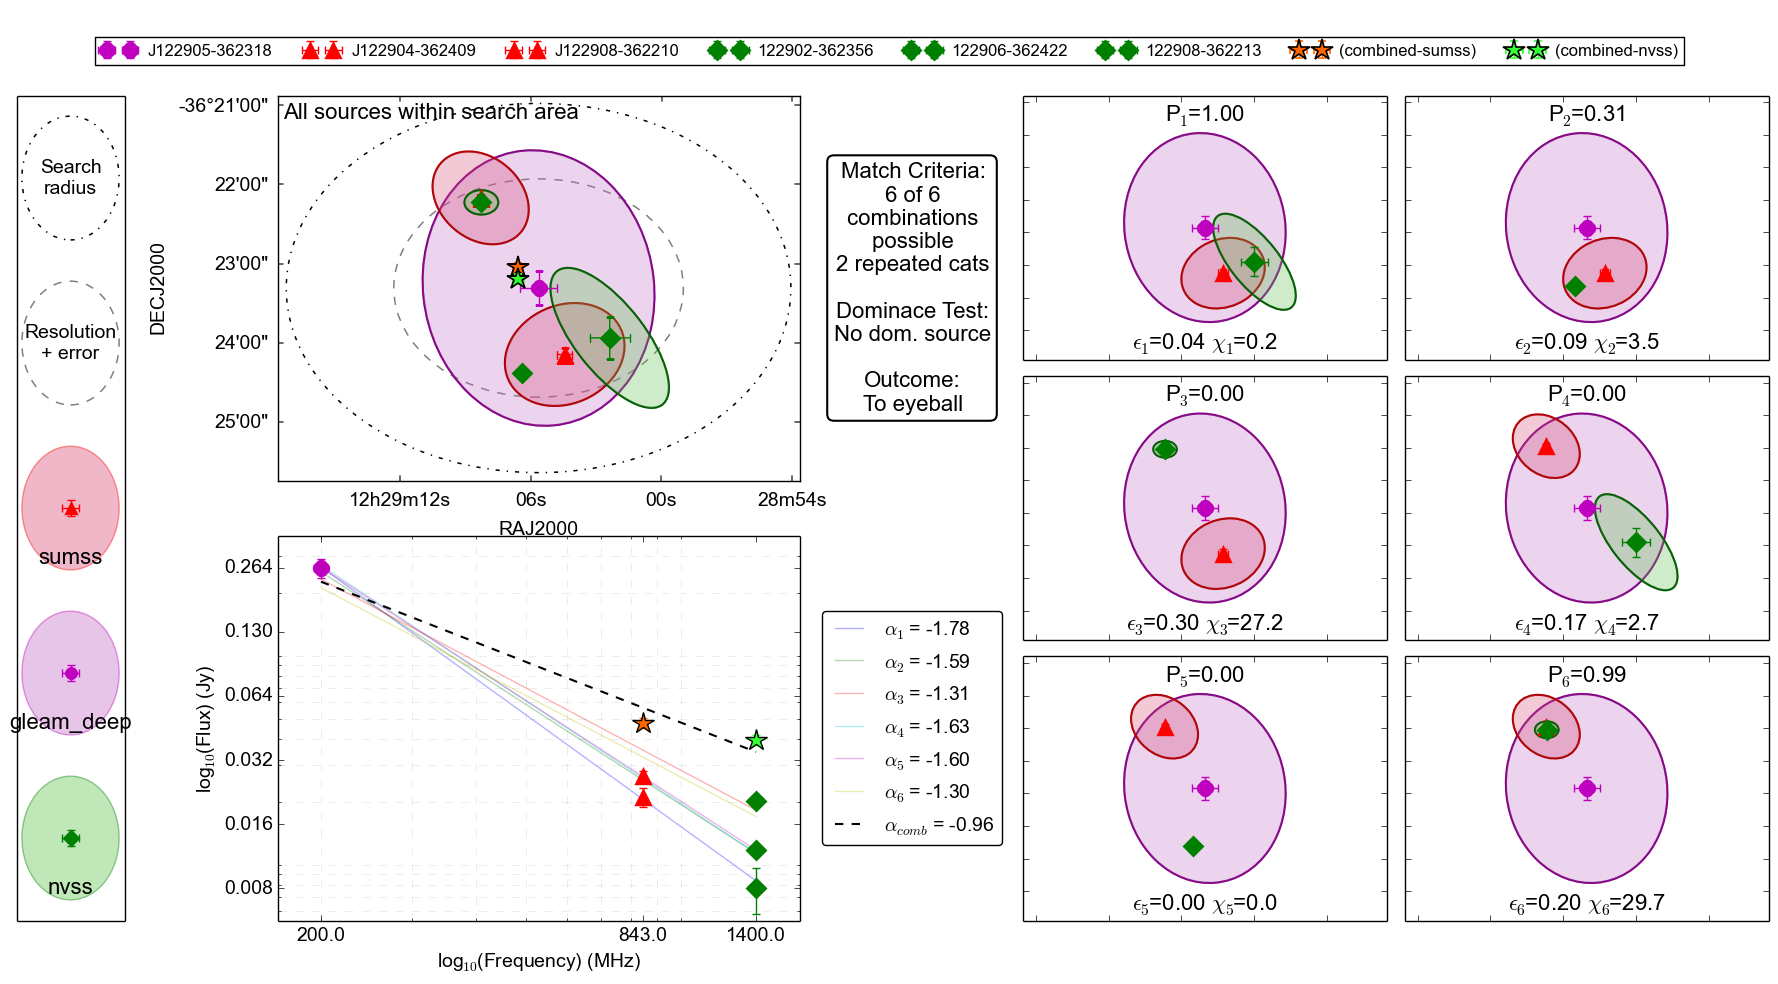 J122905-362318 J122904-362409 J122908-362210 122902-362356 122906-362422 122908-362213 (combined-sumss) (combined-nvss)
Search
radius
Resolution
+ error
sumss
gleam_deep
nvss
All sources within search area
-36°21'00"
22'00"
23'00"
24'00"
25'00"
DECJ2000
12h29m12s 06s 00s 28m54s
RAJ2000
Match Criteria:
6 of 6
combinations
possible
2 repeated cats
Dominace Test:
No dom. source
Outcome:
To eyeball
0.264
0.130
0.064
0.032
0.016
0.008
log10(Flux) (Jy)
200.0 843.0 1400.0
log10(Frequency) (MHz)
α1 = -1.78
α2 = -1.59
α3 = -1.31
α4 = -1.63
α5 = -1.60
α6 = -1.30
αcomb = -0.96
P1=1.00
ϵ1=0.04 χ1=0.2
P2=0.31
ϵ2=0.09 χ2=3.5
P3=0.00
ϵ3=0.30 χ3=27.2
P4=0.00
ϵ4=0.17 χ4=2.7
P5=0.00
ϵ5=0.00 χ5=0.0
P6=0.99
ϵ6=0.20 χ6=29.7